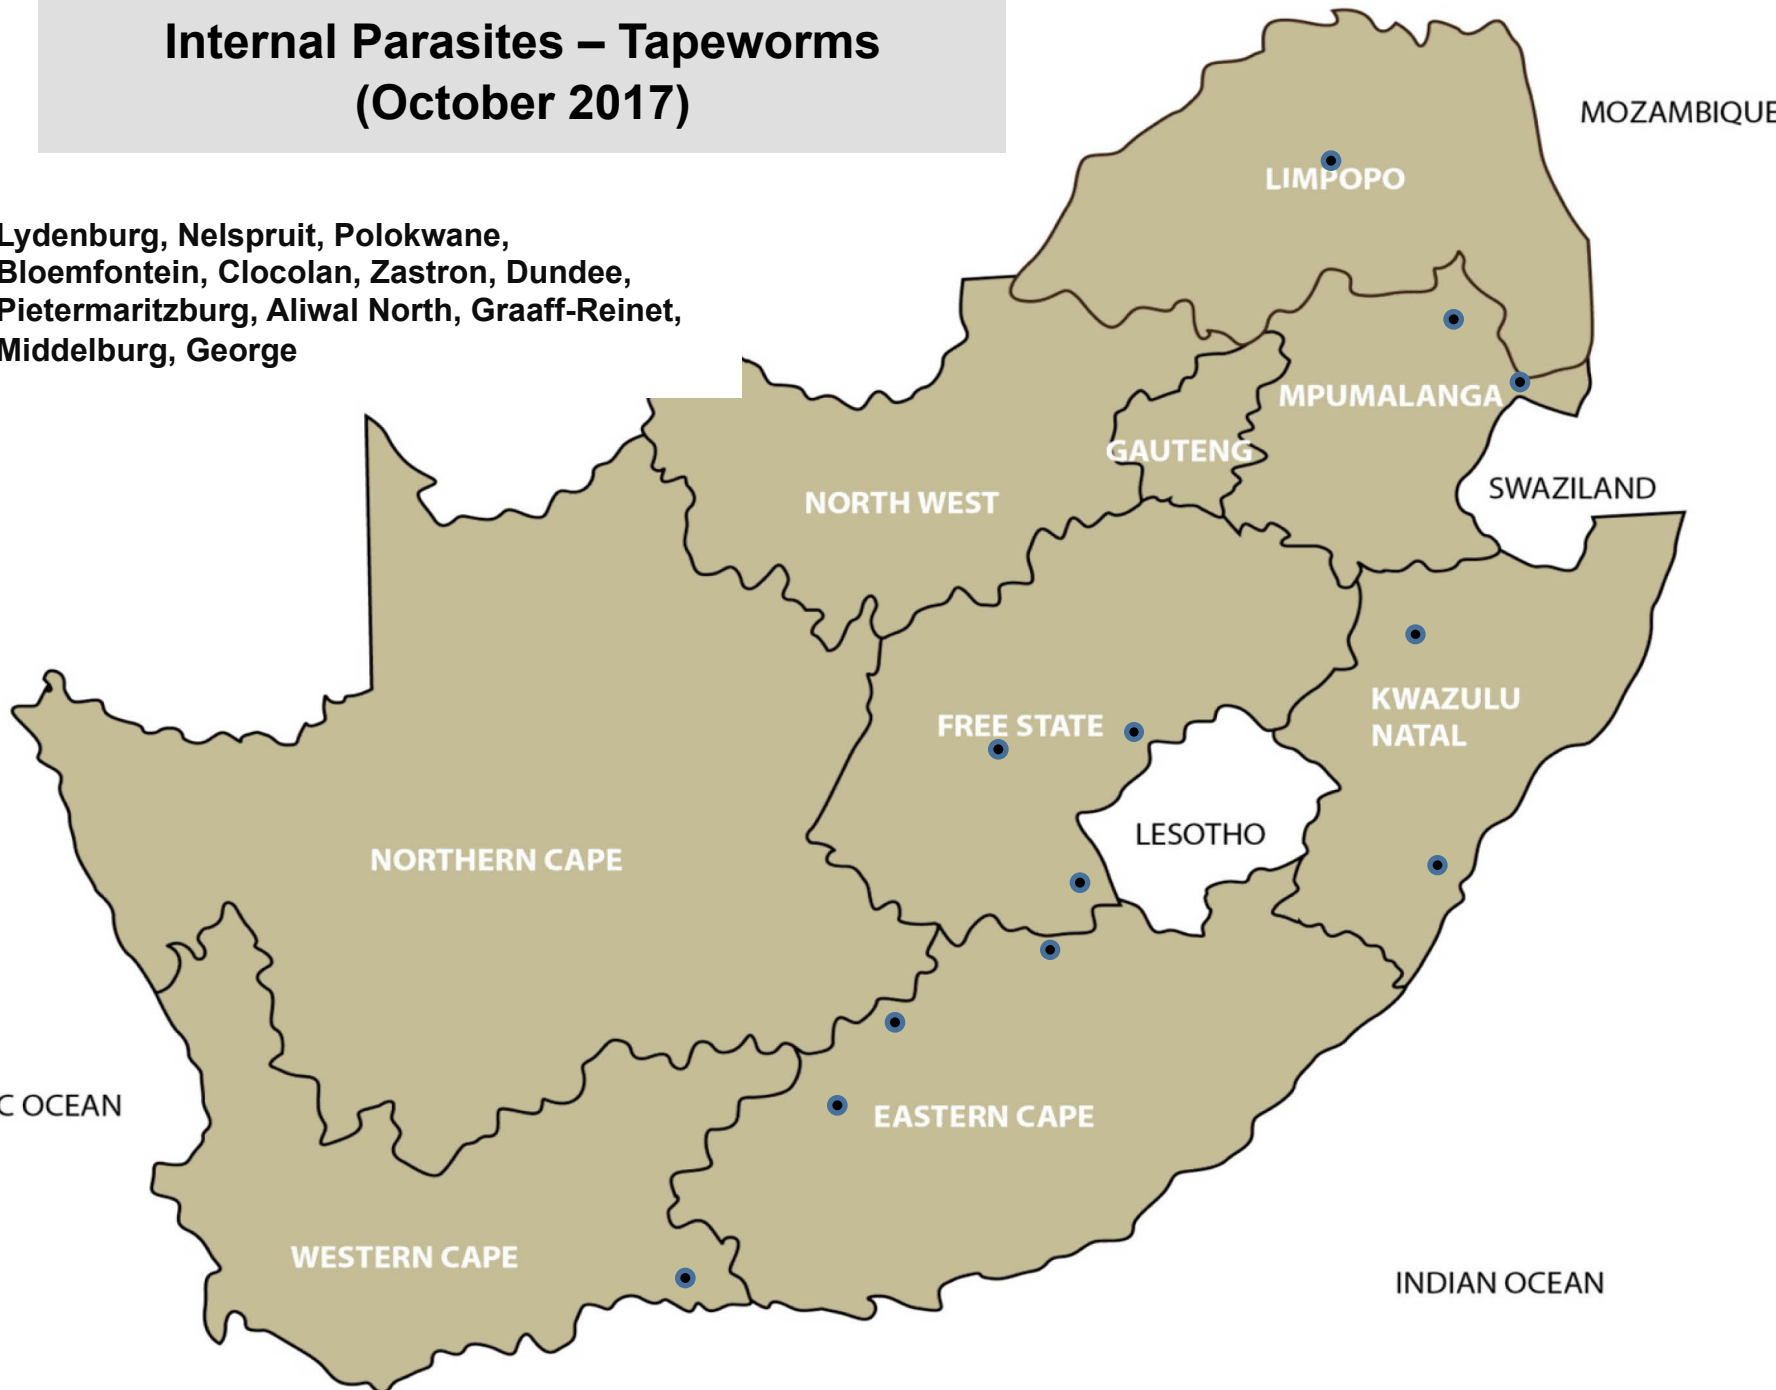 Internal Parasites – Tapeworms
(October 2017)
MOZAMBIQUE
LIMPOPO
Lydenburg, Nelspruit, Polokwane,
Bloemfontein, Clocolan, Zastron, Dundee,
Pietermaritzburg, Aliwal North, Graaff-Reinet,
Middelburg, George
MPUMALANGA
GAUTENG
SWAZILAND
NORTH WEST
KWAZULU
NATAL
FREE STATE
LESOTHO
NORTHERN CAPE
C OCEAN
EASTERN CAPE
WESTERN CAPE
INDIAN OCEAN